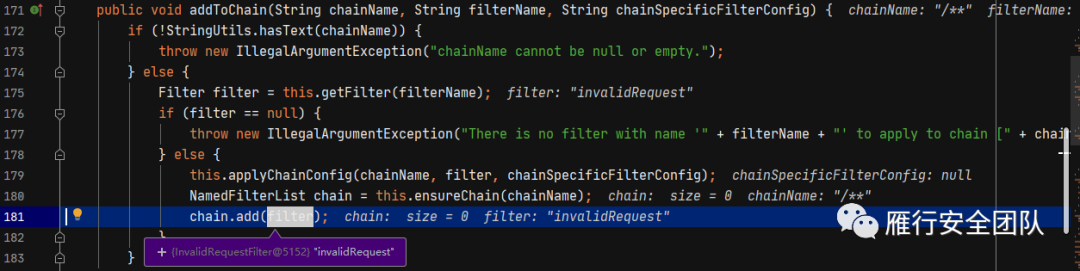 171 public void addToChain(String chainName, String filterName, String chainSpecificFilterConfig) { chainName: "/**" filterName:
172 if (!StringUtils.hasText(chainName)) {
173 throw new IllegalArgumentException("chainName cannot be null or empty.");
174 } else {
175 Filter filter = this.getFilter(filterName); filter: "invalidRequest"
176 if (filter == null) {
177 throw new IllegalArgumentException("There is no filter with name '" + filterName + "' to apply to chain [" + chai
178 } else {
179 this.applyChainConfig(chainName, filter, chainSpecificFilterConfig); chainSpecificFilterConfig: null
180 NamedFilterList chain = this.ensureChain(chainName); chain: size = 0 chainName: "/**"
181 chain.add(filter); chain: size = 0 filter: "invalidRequest"
182 }
+ {InvalidRequestFilter@5152} "invalidRequest"
183 }
雁行安全团队